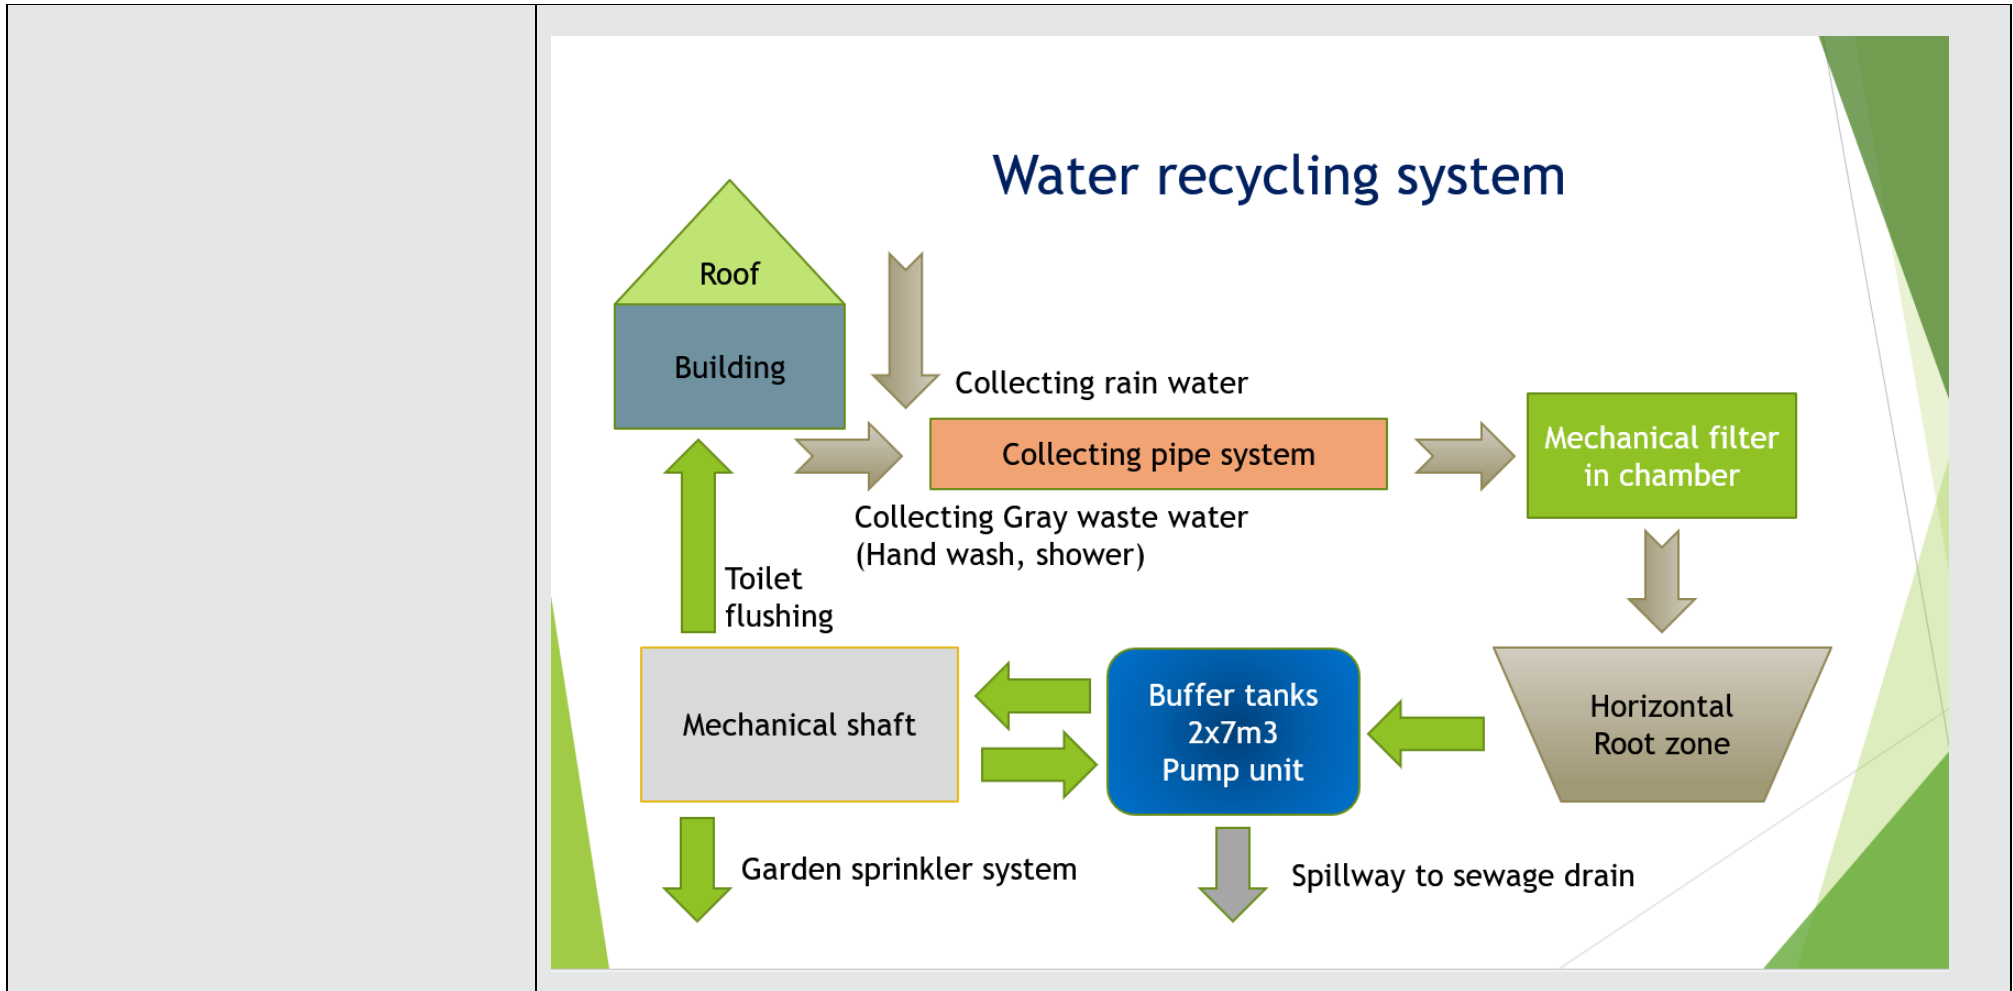 Water recycling system
Roof
Building
Collecting rain water
Collecting pipe system
Mechanical filter
in chamber
Collecting Gray waste water
(Hand wash, shower)
Toilet
flushing
Mechanical shaft
Buffer tanks
2x7m3
Pump unit
Horizontal
Root zone
Garden sprinkler system
Spillway to sewage drain